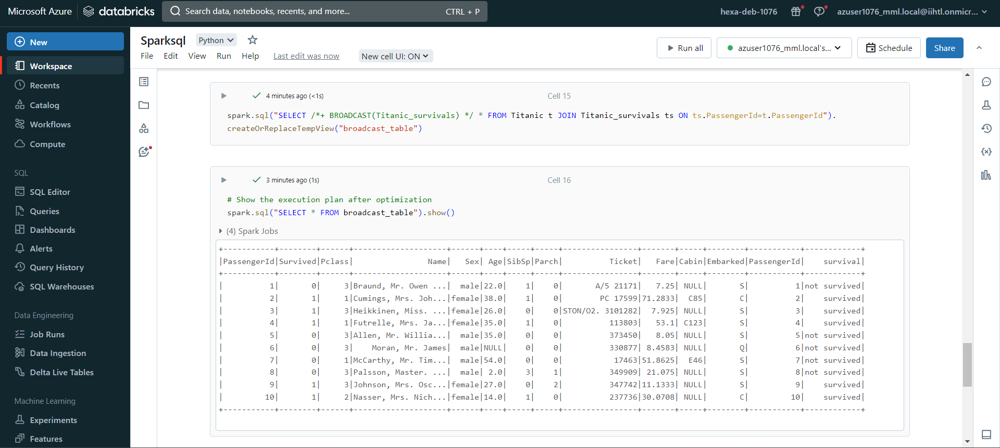 Microsoft Azure databricks Search data, notebooks, recents, and more... CTRL + P hexa-deb-1076 azuser1076_mml.local@iihtl.onmicr...
New
Workspace
Recents
Catalog
Workflows
Compute
SQL
SQL Editor
Queries
Dashboards
Alerts
Query History
SQL Warehouses
Data Engineering
Job Runs
Data Ingestion
Delta Live Tables
Machine Learning
Experiments
Features
Sparksql Python
File Edit View Run Help Last edit was now New cell UI: ON
Run all azuser1076_mml.local's... Schedule Share
4 minutes ago (<1s) Cell 15
spark.sql("SELECT /*+ BROADCAST(Titanic_survivals) */ * FROM Titanic t JOIN Titanic_survivals ts ON ts.PassengerId=t.PassengerId").
createOrReplaceTempView("broadcast_table")
3 minutes ago (1s) Cell 16
# Show the execution plan after optimization
spark.sql("SELECT * FROM broadcast_table").show()
(4) Spark Jobs
+-----------+--------+------+--------------------+------+----+-----+-----+----------------+-------+-----+--------+-----------+------------+
|PassengerId|Survived|Pclass|                Name|   Sex| Age|SibSp|Parch|          Ticket|   Fare|Cabin|Embarked|PassengerId|    survival|
+-----------+--------+------+--------------------+------+----+-----+-----+----------------+-------+-----+--------+-----------+------------+
|          1|       0|     3|Braund, Mr. Owen ...|  male|22.0|    1|    0|       A/5 21171|   7.25| NULL|       S|          1|not survived|
|          2|       1|     1|Cumings, Mrs. Joh...|female|38.0|    1|    0|        PC 17599|71.2833|  C85|       C|          2|    survived|
|          3|       1|     3|Heikkinen, Miss. ...|female|26.0|    0|    0|STON/O2. 3101282|  7.925| NULL|       S|          3|    survived|
|          4|       1|     1|Futrelle, Mrs. Ja...|female|35.0|    1|    0|          113803|   53.1| C123|       S|          4|    survived|
|          5|       0|     3|Allen, Mr. Willia...|  male|35.0|    0|    0|          373450|   8.05| NULL|       S|          5|not survived|
|          6|       0|     3|    Moran, Mr. James|  male|NULL|    0|    0|          330877| 8.4583| NULL|       Q|          6|not survived|
|          7|       0|     1|McCarthy, Mr. Tim...|  male|54.0|    0|    0|           17463|51.8625|  E46|       S|          7|not survived|
|          8|       0|     3|Palsson, Master. ...|  male| 2.0|    3|    1|          349909| 21.075| NULL|       S|          8|not survived|
|          9|       1|     3|Johnson, Mrs. Osc...|female|27.0|    0|    2|          347742|11.1333| NULL|       S|          9|    survived|
|         10|       1|     2|Nasser, Mrs. Nich...|female|14.0|    1|    0|          237736|30.0708| NULL|       C|         10|    survived|
+-----------+--------+------+--------------------+------+----+-----+-----+----------------+-------+-----+--------+-----------+------------+